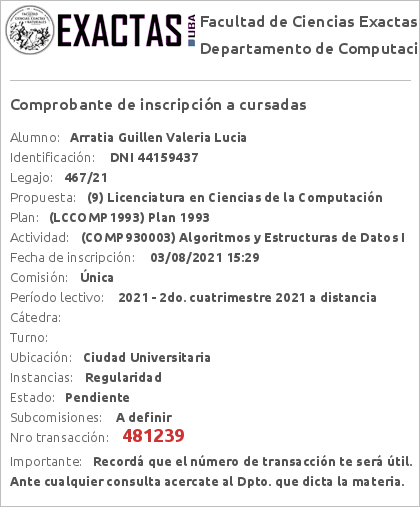 EXACTAS UBA
Facultad de Ciencias Exactas
Departamento de Computaci
Comprobante de inscripción a cursadas
Alumno: Arratia Guillen Valeria Lucia
Identificación: DNI 44159437
Legajo: 467/21
Propuesta: (9) Licenciatura en Ciencias de la Computación
Plan: (LCCOMP1993) Plan 1993
Actividad: (COMP930003) Algoritmos y Estructuras de Datos I
Fecha de inscripción: 03/08/2021 15:29
Comisión: Única
Período lectivo: 2021 - 2do. cuatrimestre 2021 a distancia
Cátedra:
Turno:
Ubicación: Ciudad Universitaria
Instancias: Regularidad
Estado: Pendiente
Subcomisiones: A definir
Nro transacción: 481239
Importante: Recordá que el número de transacción te será útil.
Ante cualquier consulta acercate al Dpto. que dicta la materia.